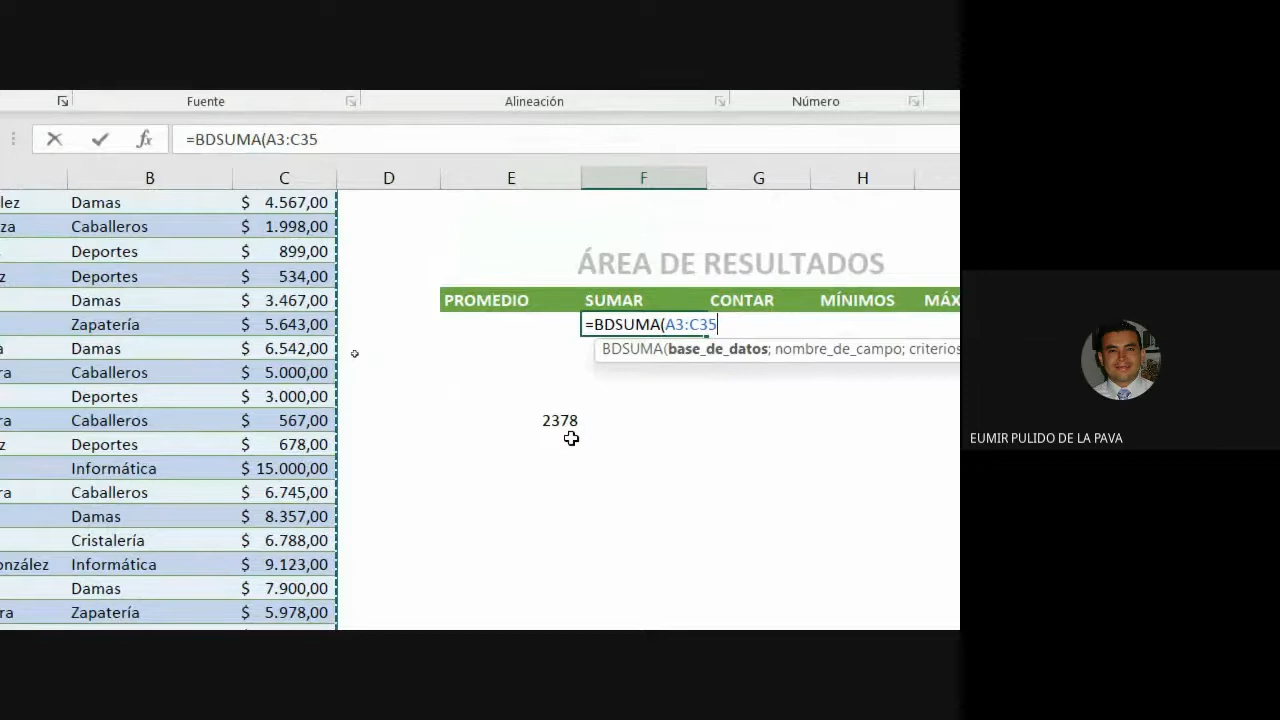 Fuente Alineación Número
=BDSUMA(A3:C35
B C D E F G H
lez Damas $ 4.567,00
za Caballeros $ 1.998,00
Deportes $ 899,00
ÁREA DE RESULTADOS
z Deportes $ 534,00
Damas $ 3.467,00
PROMEDIO SUMAR CONTAR MÍNIMOS MÁX
Zapatería $ 5.643,00
=BDSUMA(A3:C35
a Damas $ 6.542,00
BDSUMA(base_de_datos; nombre_de_campo; criterios
ra Caballeros $ 5.000,00
Deportes $ 3.000,00
ra Caballeros $ 567,00
2378
z Deportes $ 678,00
EUMIR PULIDO DE LA PAVA
Informática $ 15.000,00
ra Caballeros $ 6.745,00
Damas $ 8.357,00
Cristalería $ 6.788,00
onzález Informática $ 9.123,00
Damas $ 7.900,00
ra Zapatería $ 5.978,00